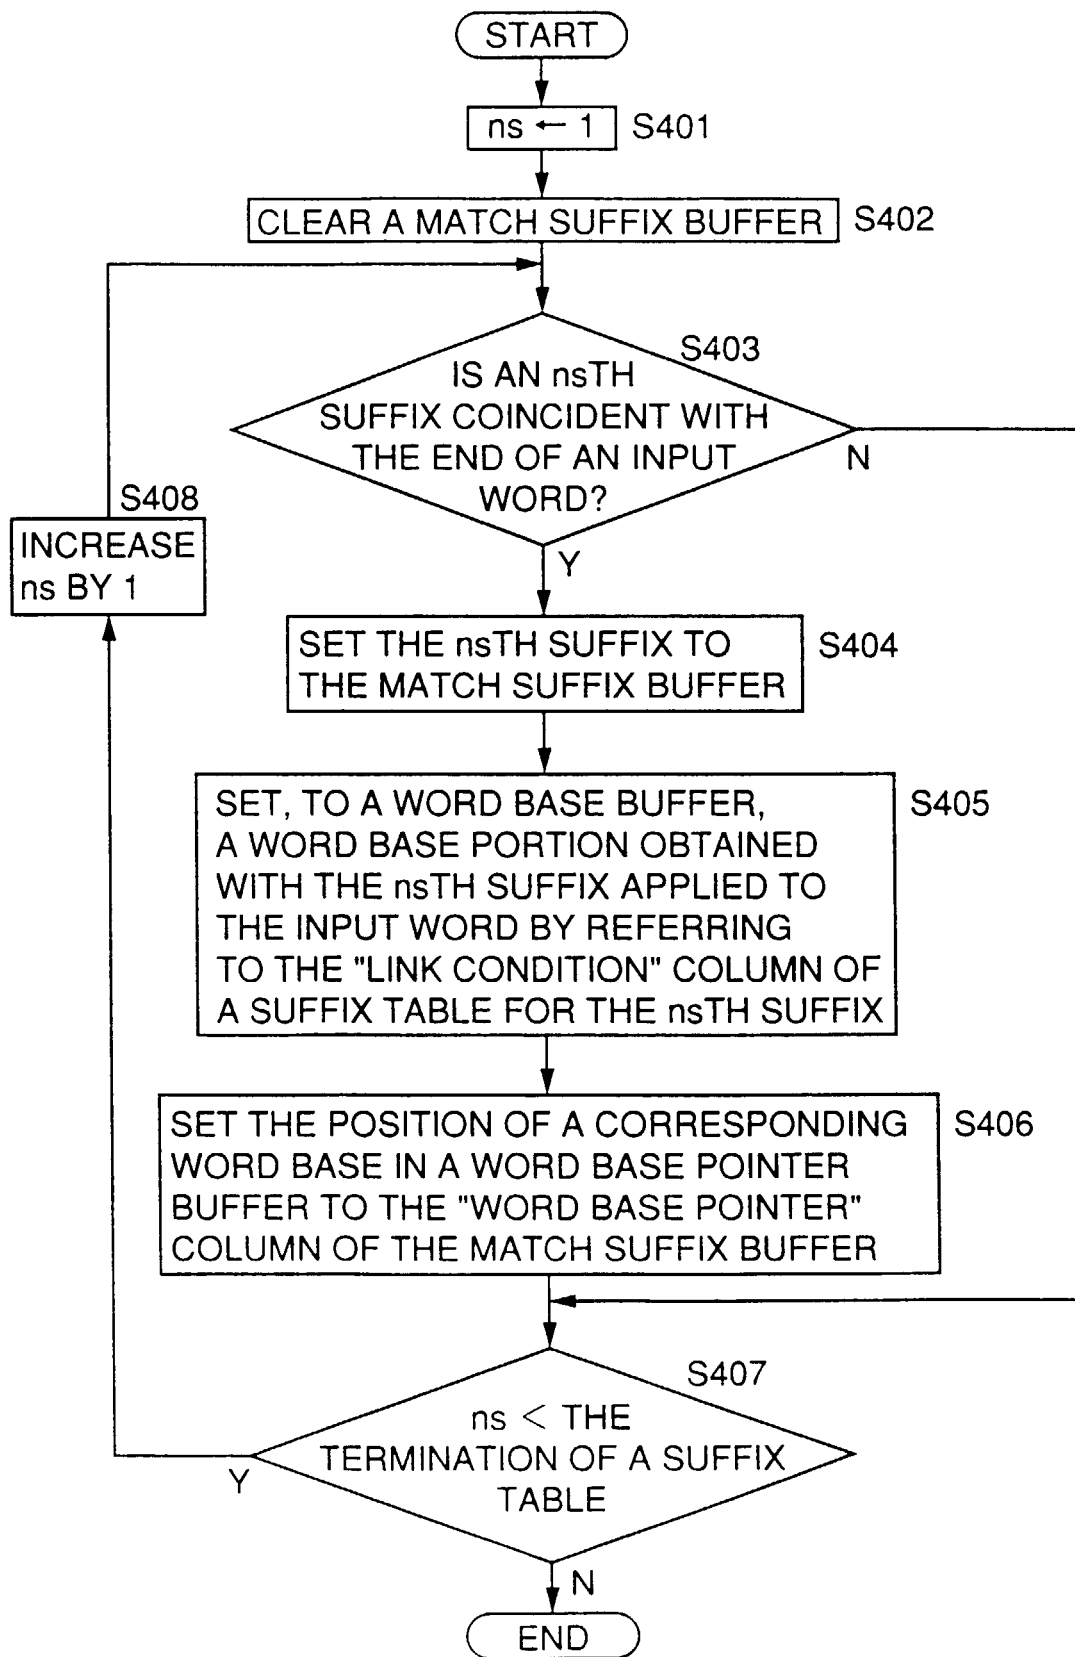 START
ns ← 1
S401
CLEAR A MATCH SUFFIX BUFFER
S402
S403
IS AN nsTH
SUFFIX COINCIDENT WITH
THE END OF AN INPUT
WORD?
N
Y
S408
INCREASE
ns BY 1
SET THE nsTH SUFFIX TO
THE MATCH SUFFIX BUFFER
S404
SET, TO A WORD BASE BUFFER,
A WORD BASE PORTION OBTAINED
WITH THE nsTH SUFFIX APPLIED TO
THE INPUT WORD BY REFERRING
TO THE "LINK CONDITION" COLUMN OF
A SUFFIX TABLE FOR THE nsTH SUFFIX
S405
SET THE POSITION OF A CORRESPONDING
WORD BASE IN A WORD BASE POINTER
BUFFER TO THE "WORD BASE POINTER"
COLUMN OF THE MATCH SUFFIX BUFFER
S406
S407
ns < THE
TERMINATION OF A SUFFIX
TABLE
Y
N
END